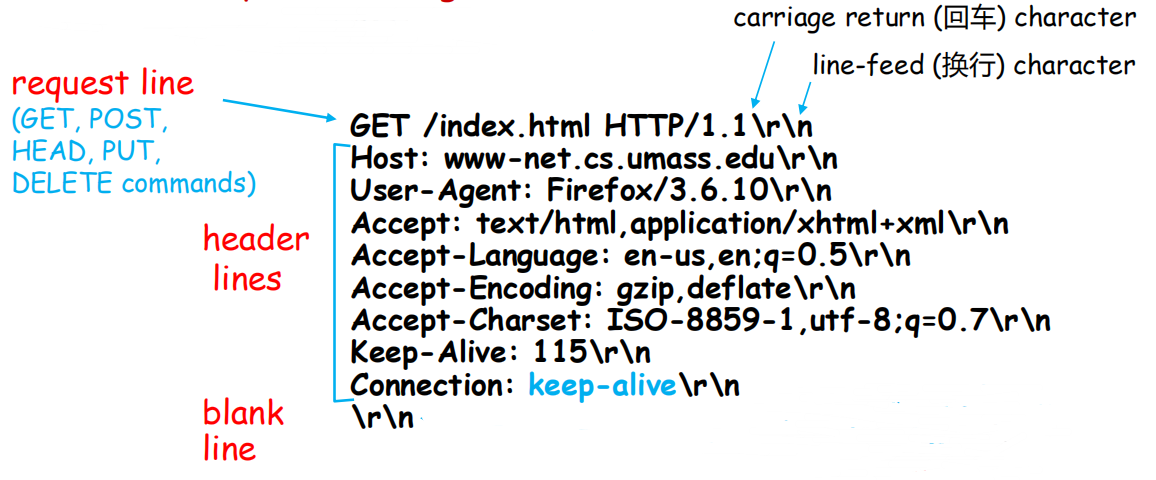 carriage return (回车) character
line-feed (换行) character
request line
(GET, POST,
HEAD, PUT,
DELETE commands)
GET /index.html HTTP/1.1\r\n
Host: www-net.cs.umass.edu\r\n
User-Agent: Firefox/3.6.10\r\n
Accept: text/html,application/xhtml+xml\r\n
Accept-Language: en-us,en;q=0.5\r\n
Accept-Encoding: gzip,deflate\r\n
Accept-Charset: ISO-8859-1,utf-8;q=0.7\r\n
Keep-Alive: 115\r\n
Connection: keep-alive\r\n
\r\n
header
lines
blank
line